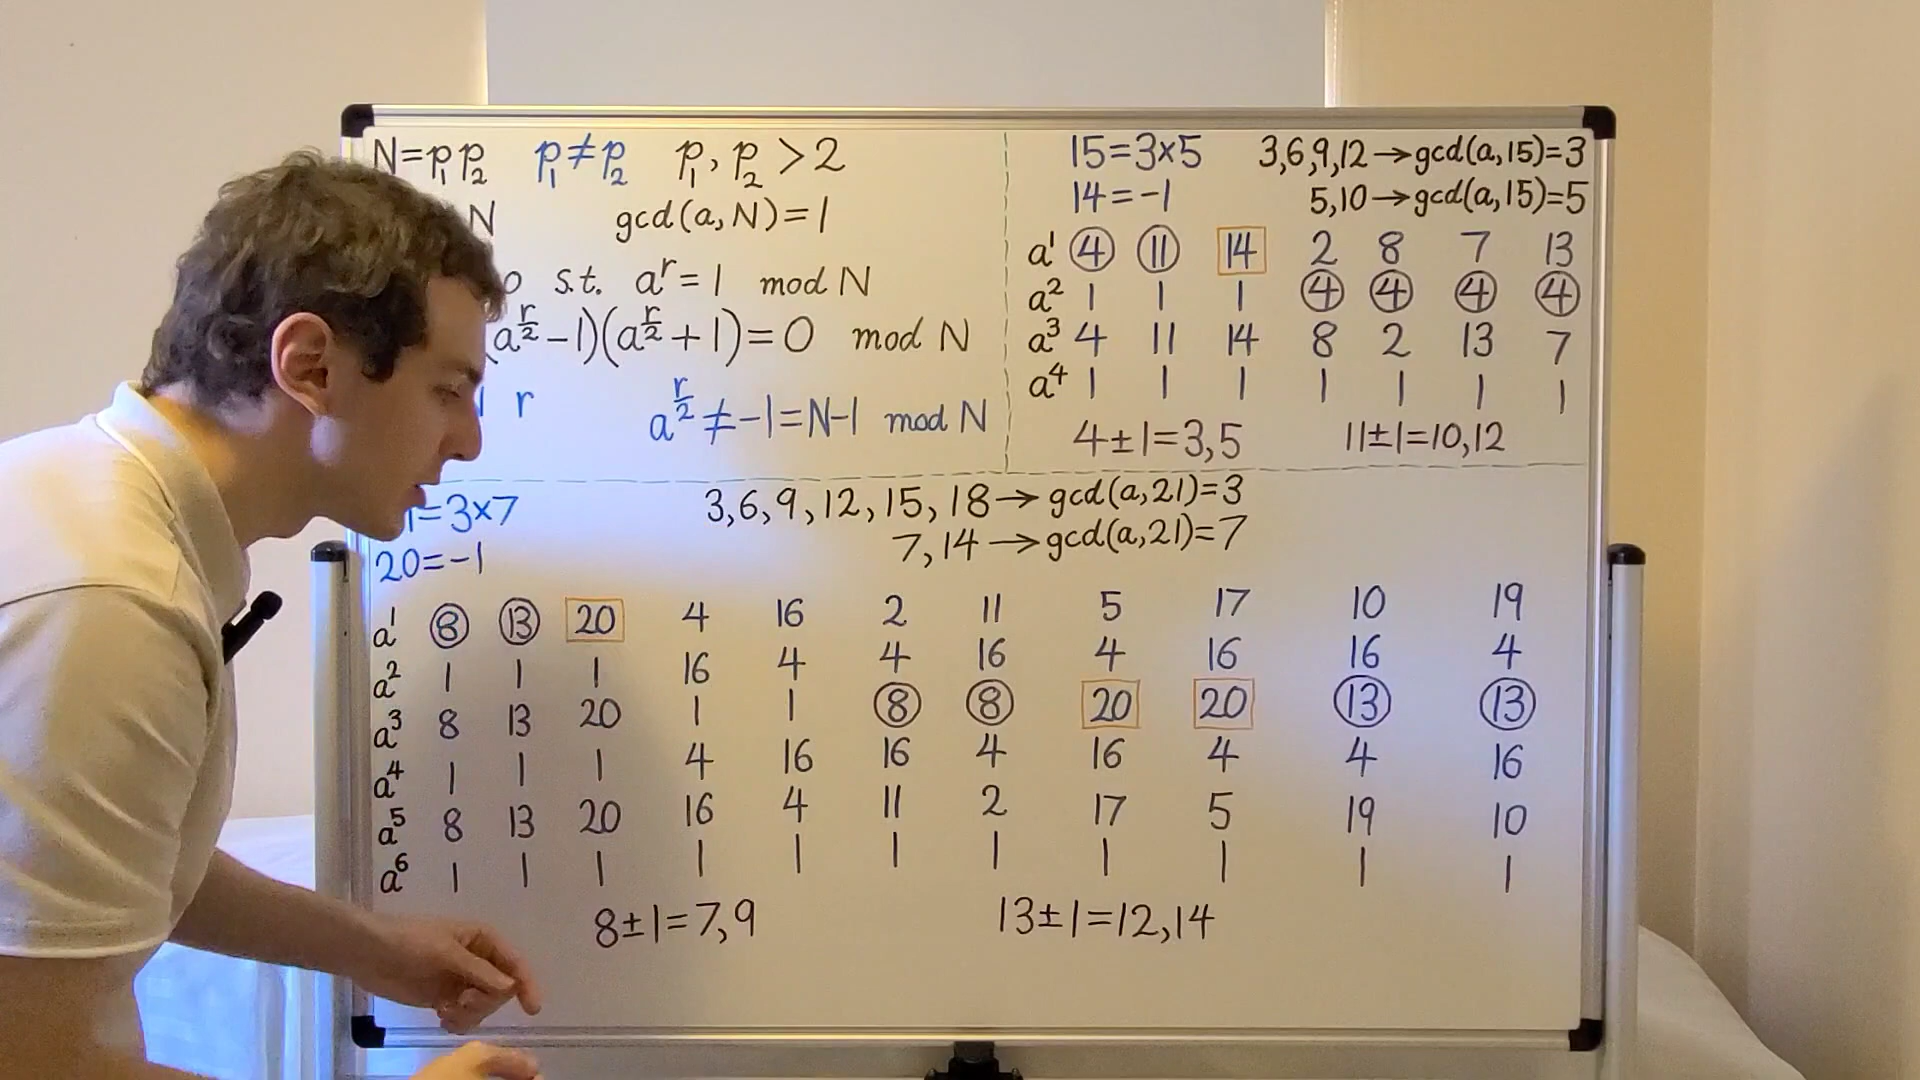 N=p₁p₂ p₁≠p₂ p₁, p₂ >2
N gcd(a,N)=1
s.t. a^r=1 mod N
(a^(r/2)-1)(a^(r/2)+1)=0 mod N
r a^(r/2)≠-1=N-1 mod N
15=3×5 3,6,9,12→gcd(a,15)=3
14=-1 5,10→gcd(a,15)=5
a¹ 4 11 14 2 8 7 13
a² 1 1 1 4 4 4 4
a³ 4 11 14 8 2 13 7
a⁴ 1 1 1 1 1 1 1
4±1=3,5 11±1=10,12
1=3×7 3,6,9,12,15,18→gcd(a,21)=3
20=-1 7,14→gcd(a,21)=7
a¹ 8 13 20 4 16 2 11 5 17 10 19
a² 1 1 1 16 4 4 16 4 16 16 4
a³ 8 13 20 1 1 8 8 20 20 13 13
a⁴ 1 1 1 4 16 16 4 16 4 4 16
a⁵ 8 13 20 16 4 11 2 17 5 19 10
a⁶ 1 1 1 1 1 1 1 1 1 1 1
8±1=7,9 13±1=12,14